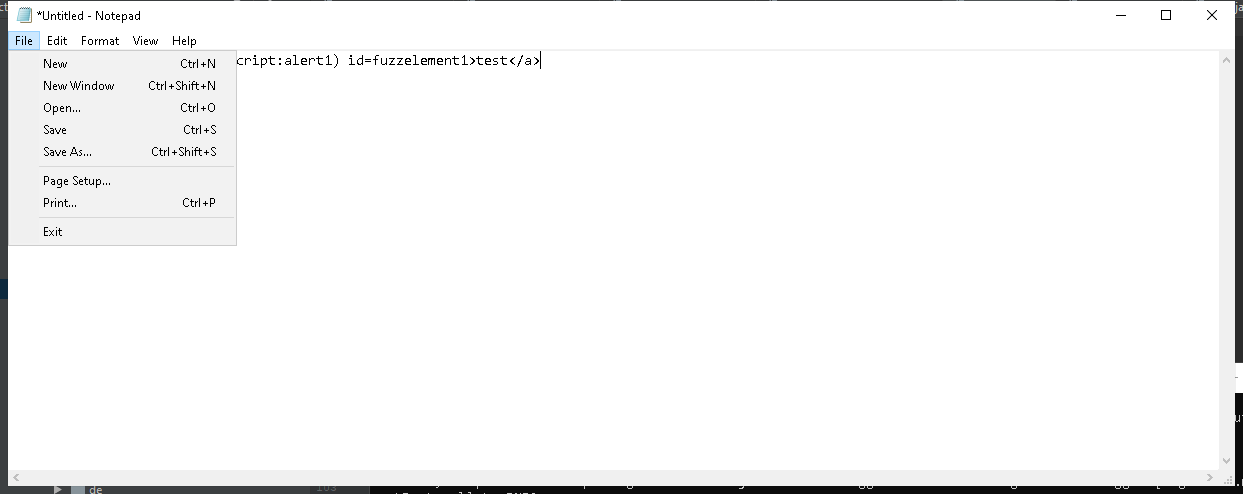 *Untitled - Notepad
File Edit Format View Help
cript:alert1) id=fuzzelement1>test</a>
New Ctrl+N
New Window Ctrl+Shift+N
Open... Ctrl+O
Save Ctrl+S
Save As... Ctrl+Shift+S
Page Setup...
Print... Ctrl+P
Exit
de